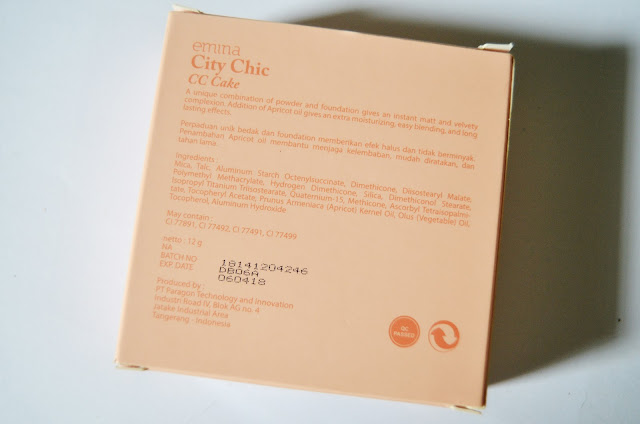 emina
City Chic
CC Cake
A unique combination of powder and foundation gives an instant matt and velvety
complexion. Addition of Apricot oil gives an extra moisturizing, easy blending, and long
lasting effects.
Perpaduan unik bedak dan foundation memberikan efek halus dan tidak berminyak.
Penambahan Apricot oil membantu menjaga kelembaban, mudah diratakan, dan
tahan lama.
Ingredients :
Mica, Talc, Aluminum Starch Octenylsuccinate, Dimethicone, Diisostearyl Malate,
Polymethyl Methacrylate, Hydrogen Dimethicone, Silica, Dimethiconol Stearate,
Isopropyl Titanium Triisostearate, Quaternium-15, Methicone, Ascorbyl Tetraisopalmi-
tate, Tocopheryl Acetate, Prunus Armeniaca (Apricot) Kernel Oil, Olus (Vegetable) Oil,
Tocopherol, Aluminum Hydroxide
May contain :
CI 77891, CI 77492, CI 77491, CI 77499
netto : 12 g
NA 18141204246
BATCH NO DB06A
EXP. DATE 060418
Produced by :
PT Paragon Technology and Innovation
Industri Road IV, Blok AG no. 4
Jatake Industrial Area
Tangerang - Indonesia
QC
PASSED